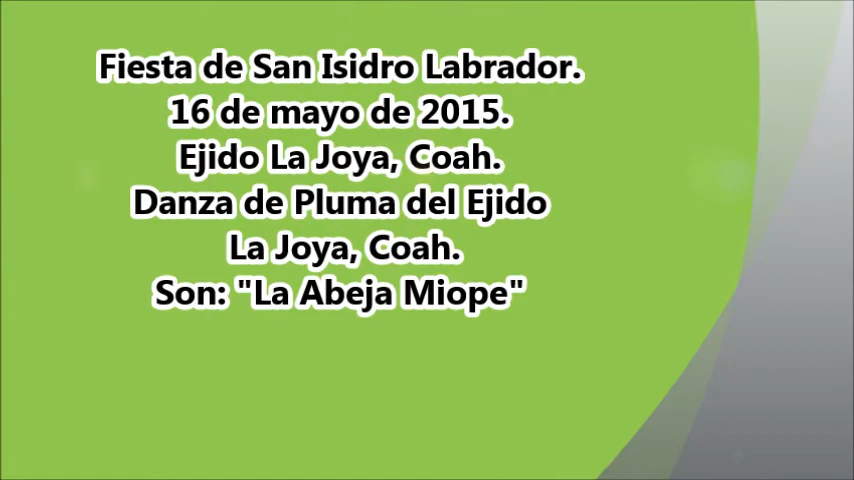 Fiesta de San Isidro Labrador.
16 de mayo de 2015.
Ejido La Joya, Coah.
Danza de Pluma del Ejido
La Joya, Coah.
Son: "La Abeja Miope"